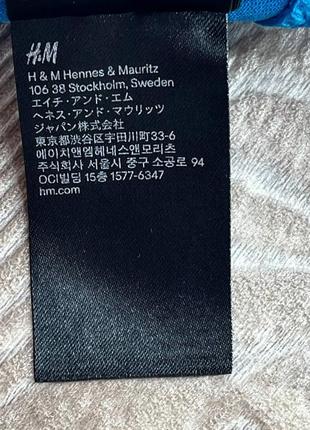 H&M
H & M Hennes & Mauritz
106 38 Stockholm, Sweden
エイチ・アンド・エム
ヘネス・アンド・マウリッツ
ジャパン株式会社
東京都渋谷区宇田川町33-6
에이치앤엠헤네스앤모리츠
주식회사 서울시 중구 소공로 94
OCI빌딩 15층 1577-6347
hm.com